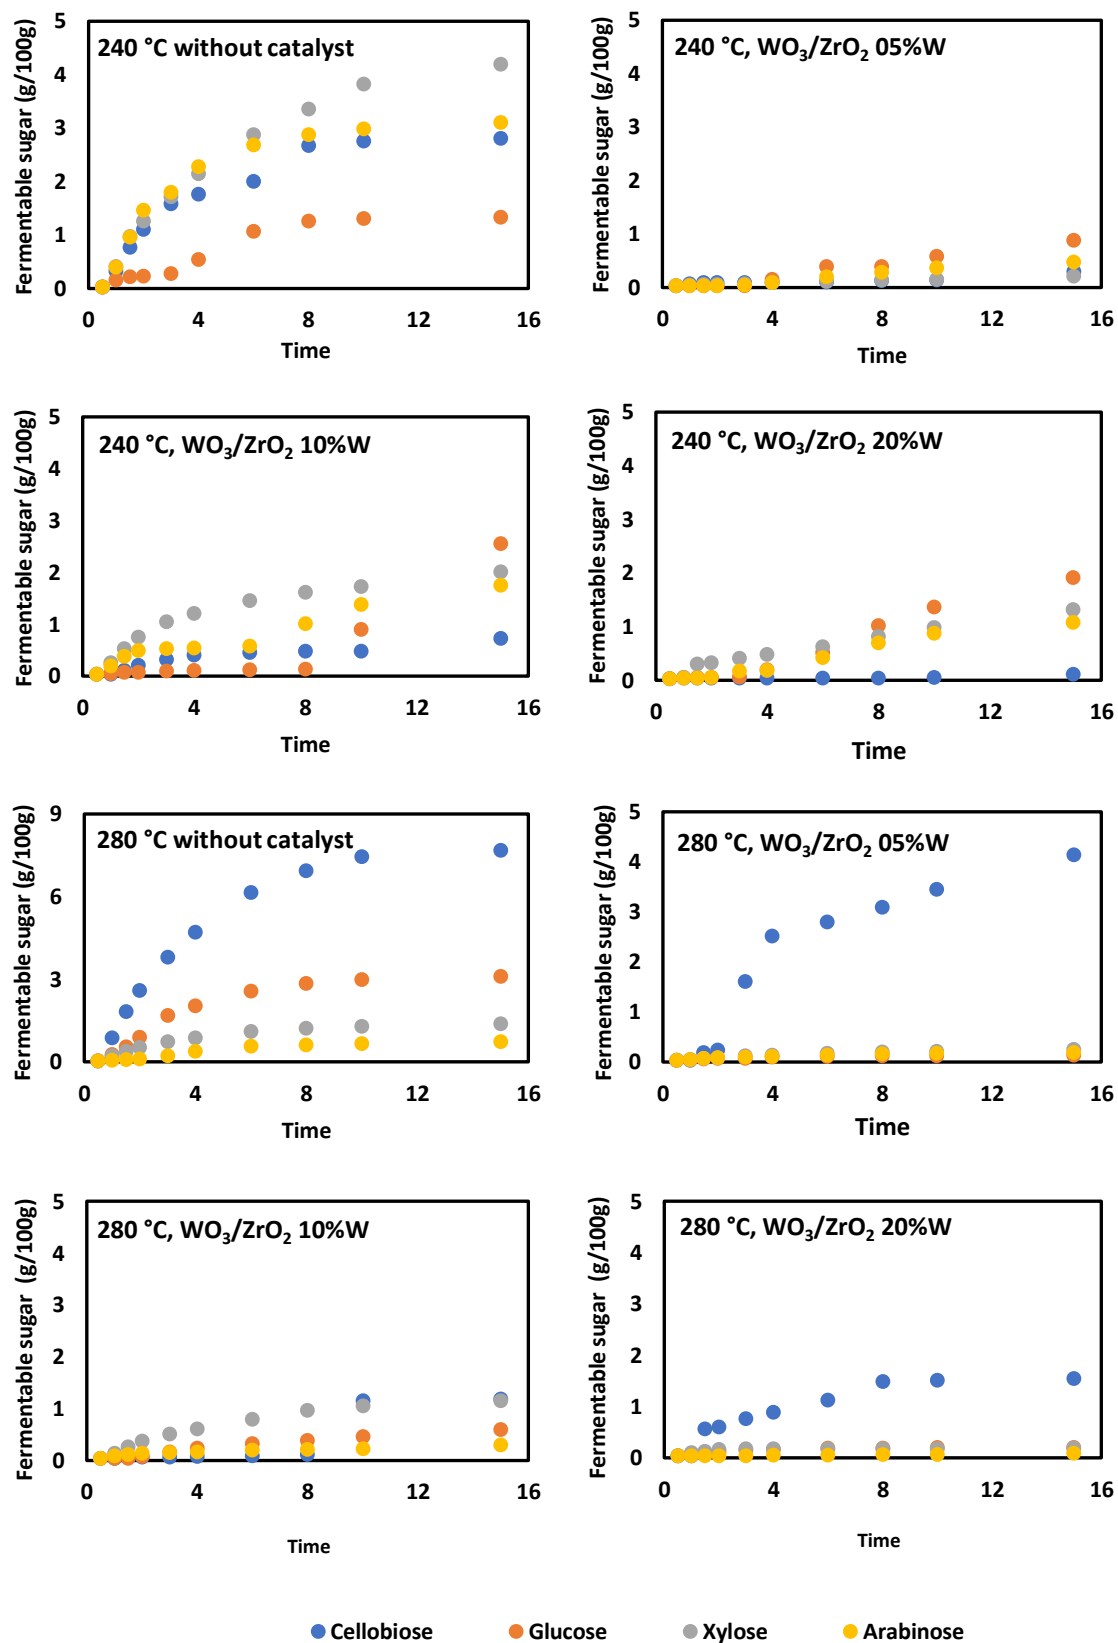 240 °C without catalyst
Fermentable sugar (g/100g)
5
4
3
2
1
0
0 4 8 12 16
Time
240 °C, WO₃/ZrO₂ 05%W
Fermentable sugar (g/100g)
5
4
3
2
1
0
0 4 8 12 16
Time
240 °C, WO₃/ZrO₂ 10%W
Fermentable sugar (g/100g)
5
4
3
2
1
0
0 4 8 12 16
Time
240 °C, WO₃/ZrO₂ 20%W
Fermentable sugar (g/100g)
5
4
3
2
1
0
0 4 8 12 16
Time
280 °C without catalyst
Fermentable sugar (g/100g)
9
6
3
0
0 4 8 12 16
Time
280 °C, WO₃/ZrO₂ 05%W
Fermentable sugar (g/100g)
5
4
3
2
1
0
0 4 8 12 16
Time
280 °C, WO₃/ZrO₂ 10%W
Fermentable sugar (g/100g)
5
4
3
2
1
0
0 4 8 12 16
Time
280 °C, WO₃/ZrO₂ 20%W
Fermentable sugar (g/100g)
5
4
3
2
1
0
0 4 8 12 16
Time
Cellobiose Glucose Xylose Arabinose